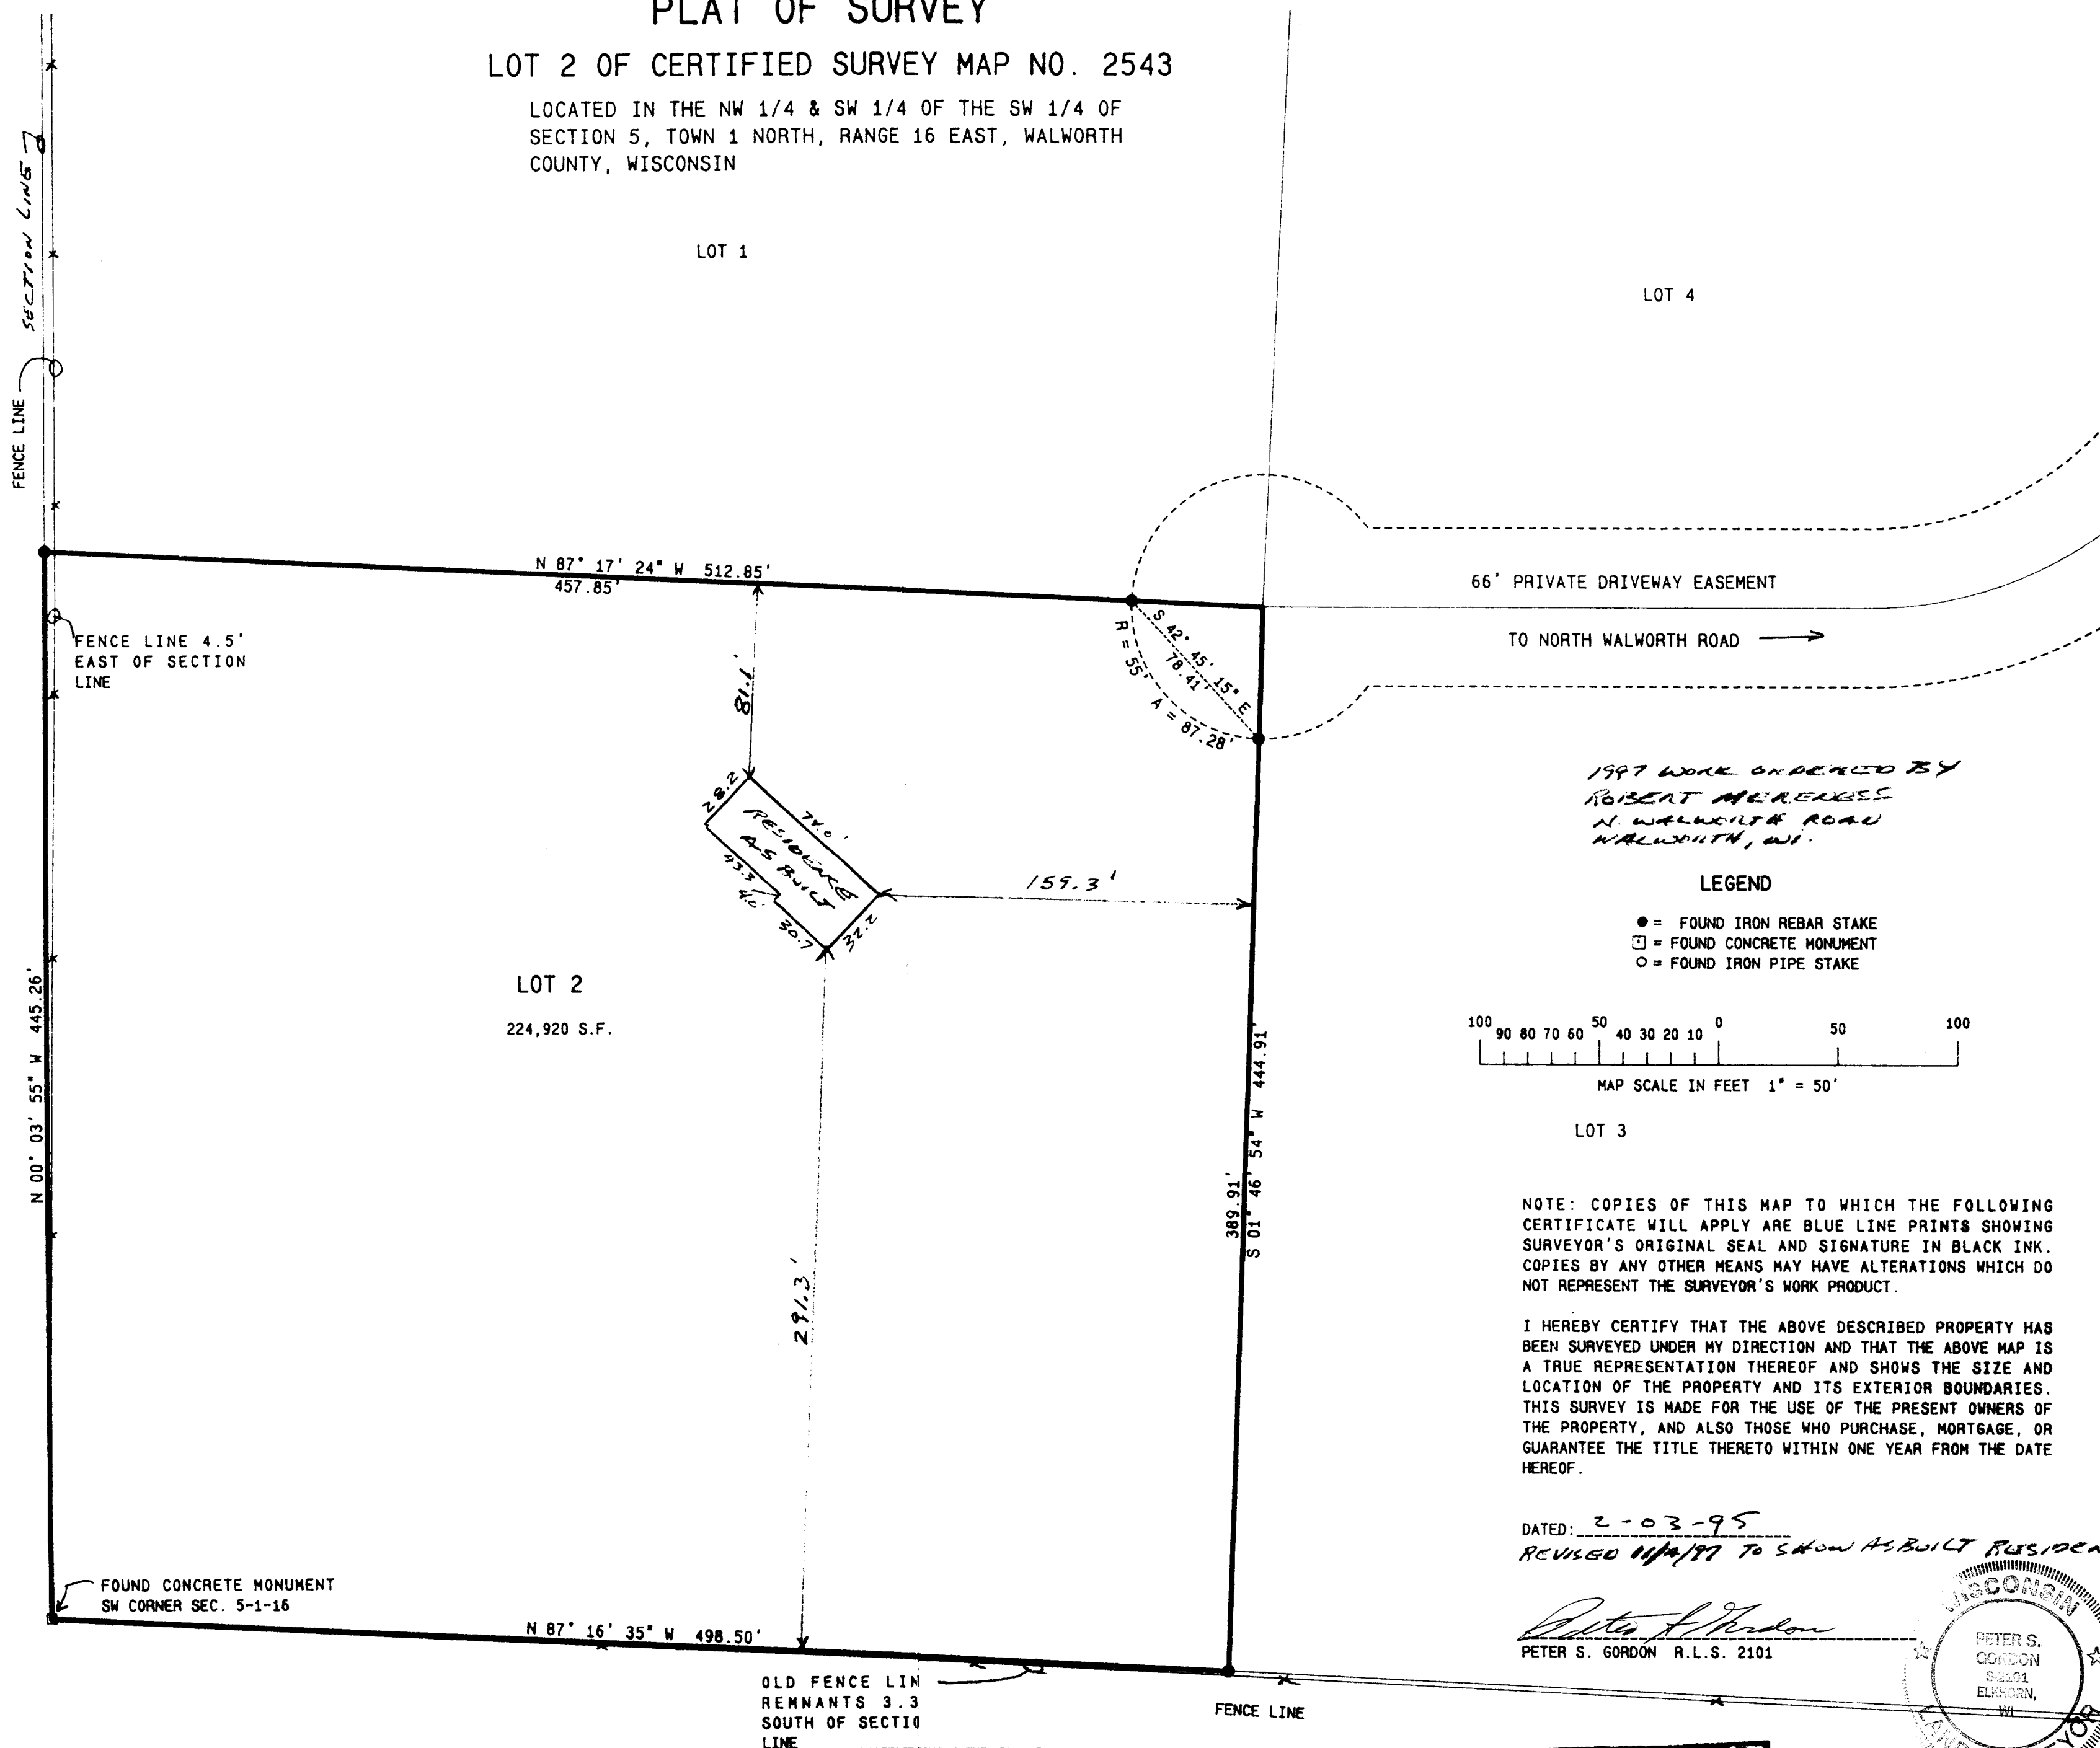 PLAT OF SURVEY
LOT 2 OF CERTIFIED SURVEY MAP NO. 2543
LOCATED IN THE NW 1/4 & SW 1/4 OF THE SW 1/4 OF
SECTION 5, TOWN 1 NORTH, RANGE 16 EAST, WALWORTH
COUNTY, WISCONSIN
SECTION LINE
FENCE LINE
LOT 1
LOT 4
N 87° 17' 24" W 512.85'
457.85'
66' PRIVATE DRIVEWAY EASEMENT
TO NORTH WALWORTH ROAD
FENCE LINE 4.5'
EAST OF SECTION
LINE
S 42° 45' 15" E
78.41'
R = 55'
A = 87.28'
81.1'
28.2
74.0'
RESIDENCE
AS BUILT
43.3
4.0'
30.7
32.2
159.3'
1997 WORK ORDERED BY
ROBERT MERENESS
N. WALWORTH ROAD
WALWORTH, WI.
LEGEND
● = FOUND IRON REBAR STAKE
⊡ = FOUND CONCRETE MONUMENT
○ = FOUND IRON PIPE STAKE
LOT 2
224,920 S.F.
N 00° 03' 55" W 445.26'
100 90 80 70 60 50 40 30 20 10 0 50 100
MAP SCALE IN FEET 1" = 50'
LOT 3
389.91'
S 01° 46' 54" W 444.91'
291.3'
NOTE: COPIES OF THIS MAP TO WHICH THE FOLLOWING
CERTIFICATE WILL APPLY ARE BLUE LINE PRINTS SHOWING
SURVEYOR'S ORIGINAL SEAL AND SIGNATURE IN BLACK INK.
COPIES BY ANY OTHER MEANS MAY HAVE ALTERATIONS WHICH DO
NOT REPRESENT THE SURVEYOR'S WORK PRODUCT.
I HEREBY CERTIFY THAT THE ABOVE DESCRIBED PROPERTY HAS
BEEN SURVEYED UNDER MY DIRECTION AND THAT THE ABOVE MAP IS
A TRUE REPRESENTATION THEREOF AND SHOWS THE SIZE AND
LOCATION OF THE PROPERTY AND ITS EXTERIOR BOUNDARIES.
THIS SURVEY IS MADE FOR THE USE OF THE PRESENT OWNERS OF
THE PROPERTY, AND ALSO THOSE WHO PURCHASE, MORTGAGE, OR
GUARANTEE THE TITLE THERETO WITHIN ONE YEAR FROM THE DATE
HEREOF.
DATED: 2-03-95
REVISED TO SHOW AS BUILT RESIDEN
Peter S. Gordon
PETER S. GORDON R.L.S. 2101
WISCONSIN
PETER S.
GORDON
S-2101
ELKHORN,
WI
FOUND CONCRETE MONUMENT
SW CORNER SEC. 5-1-16
N 87° 16' 35" W 498.50'
OLD FENCE LIN
REMNANTS 3.3
SOUTH OF SECTIO
LINE
FENCE LINE